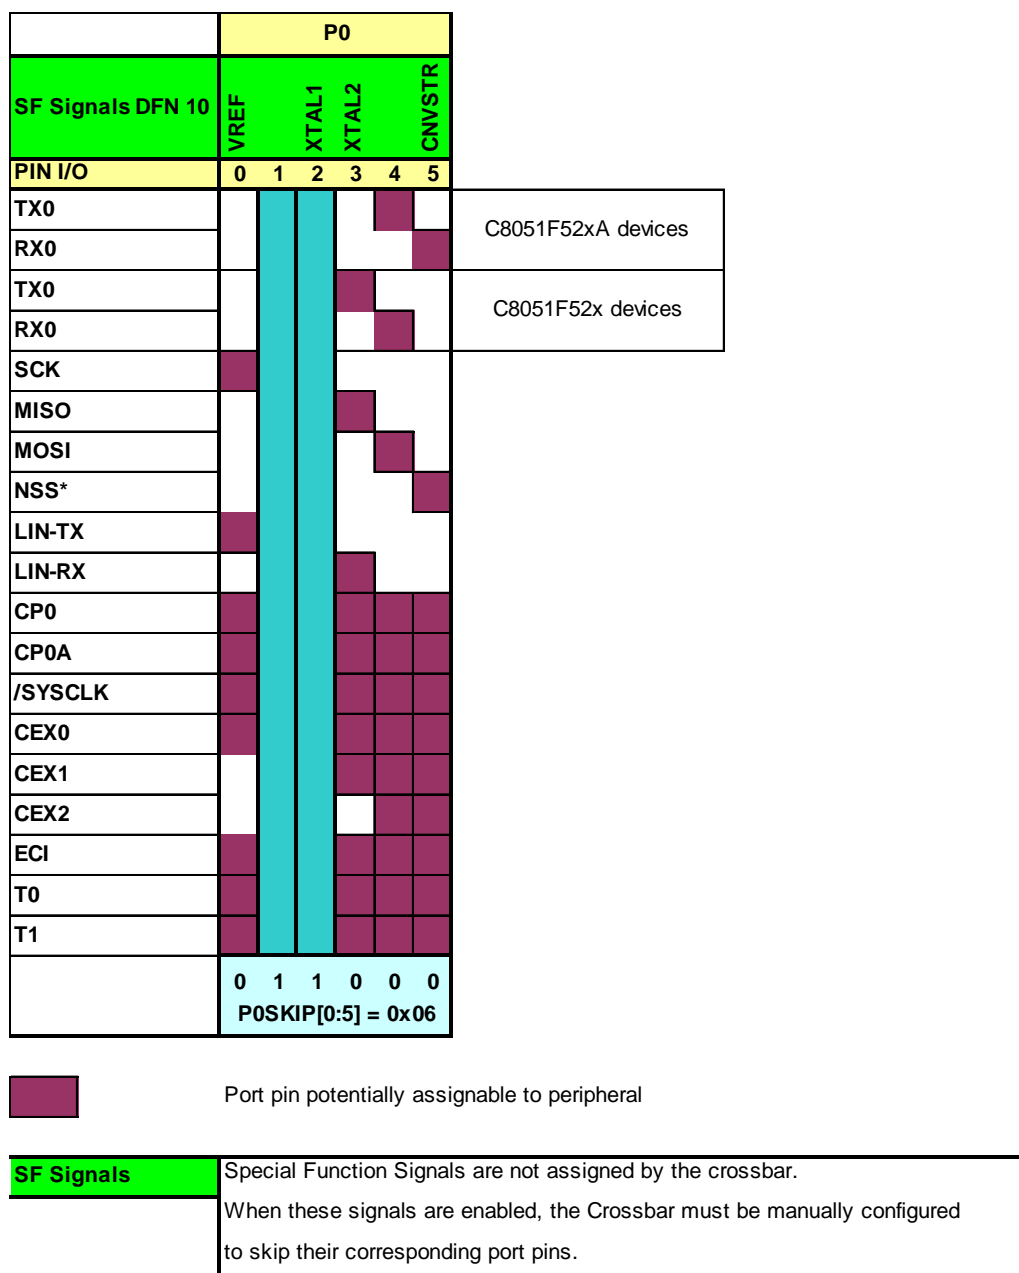 P0
SF Signals DFN 10 VREF XTAL1 XTAL2 CNVSTR
PIN I/O 0 1 2 3 4 5
TX0
C8051F52xA devices
RX0
TX0
C8051F52x devices
RX0
SCK
MISO
MOSI
NSS*
LIN-TX
LIN-RX
CP0
CP0A
/SYSCLK
CEX0
CEX1
CEX2
ECI
T0
T1
0 1 1 0 0 0
P0SKIP[0:5] = 0x06
Port pin potentially assignable to peripheral
SF Signals Special Function Signals are not assigned by the crossbar.
When these signals are enabled, the Crossbar must be manually configured
to skip their corresponding port pins.